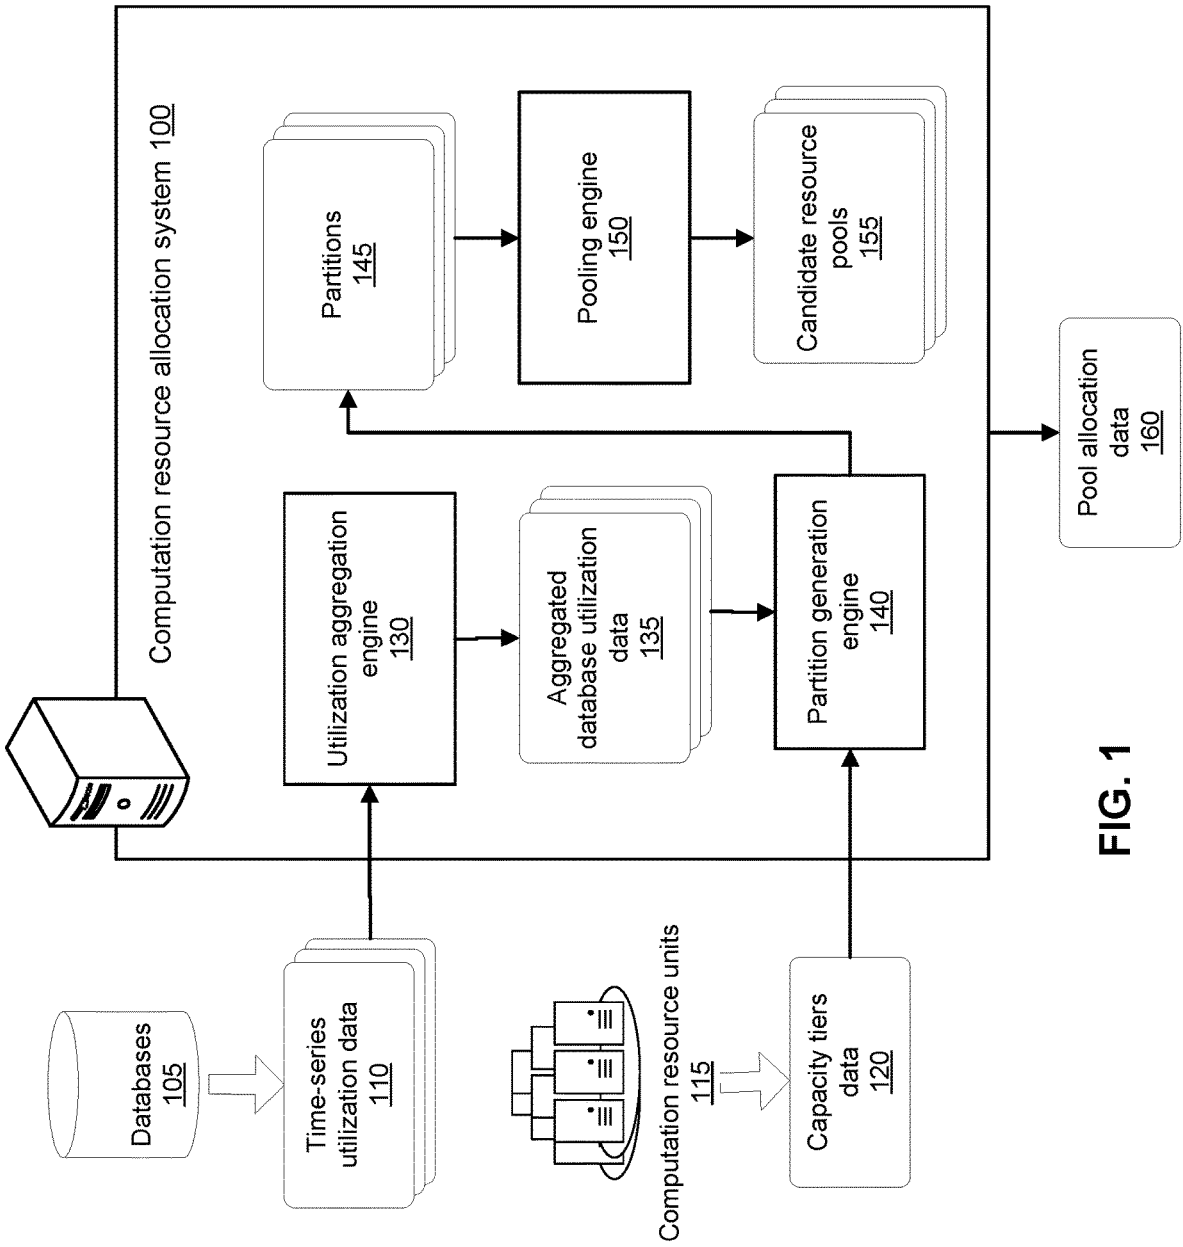 Computation resource allocation system 100
Databases
105
Time-series
utilization data
110
Computation resource units
115
Capacity tiers
data
120
Utilization aggregation
engine
130
Aggregated
database utilization
data
135
Partition generation
engine
140
Partitions
145
Pooling engine
150
Candidate resource
pools
155
Pool allocation
data
160
FIG. 1